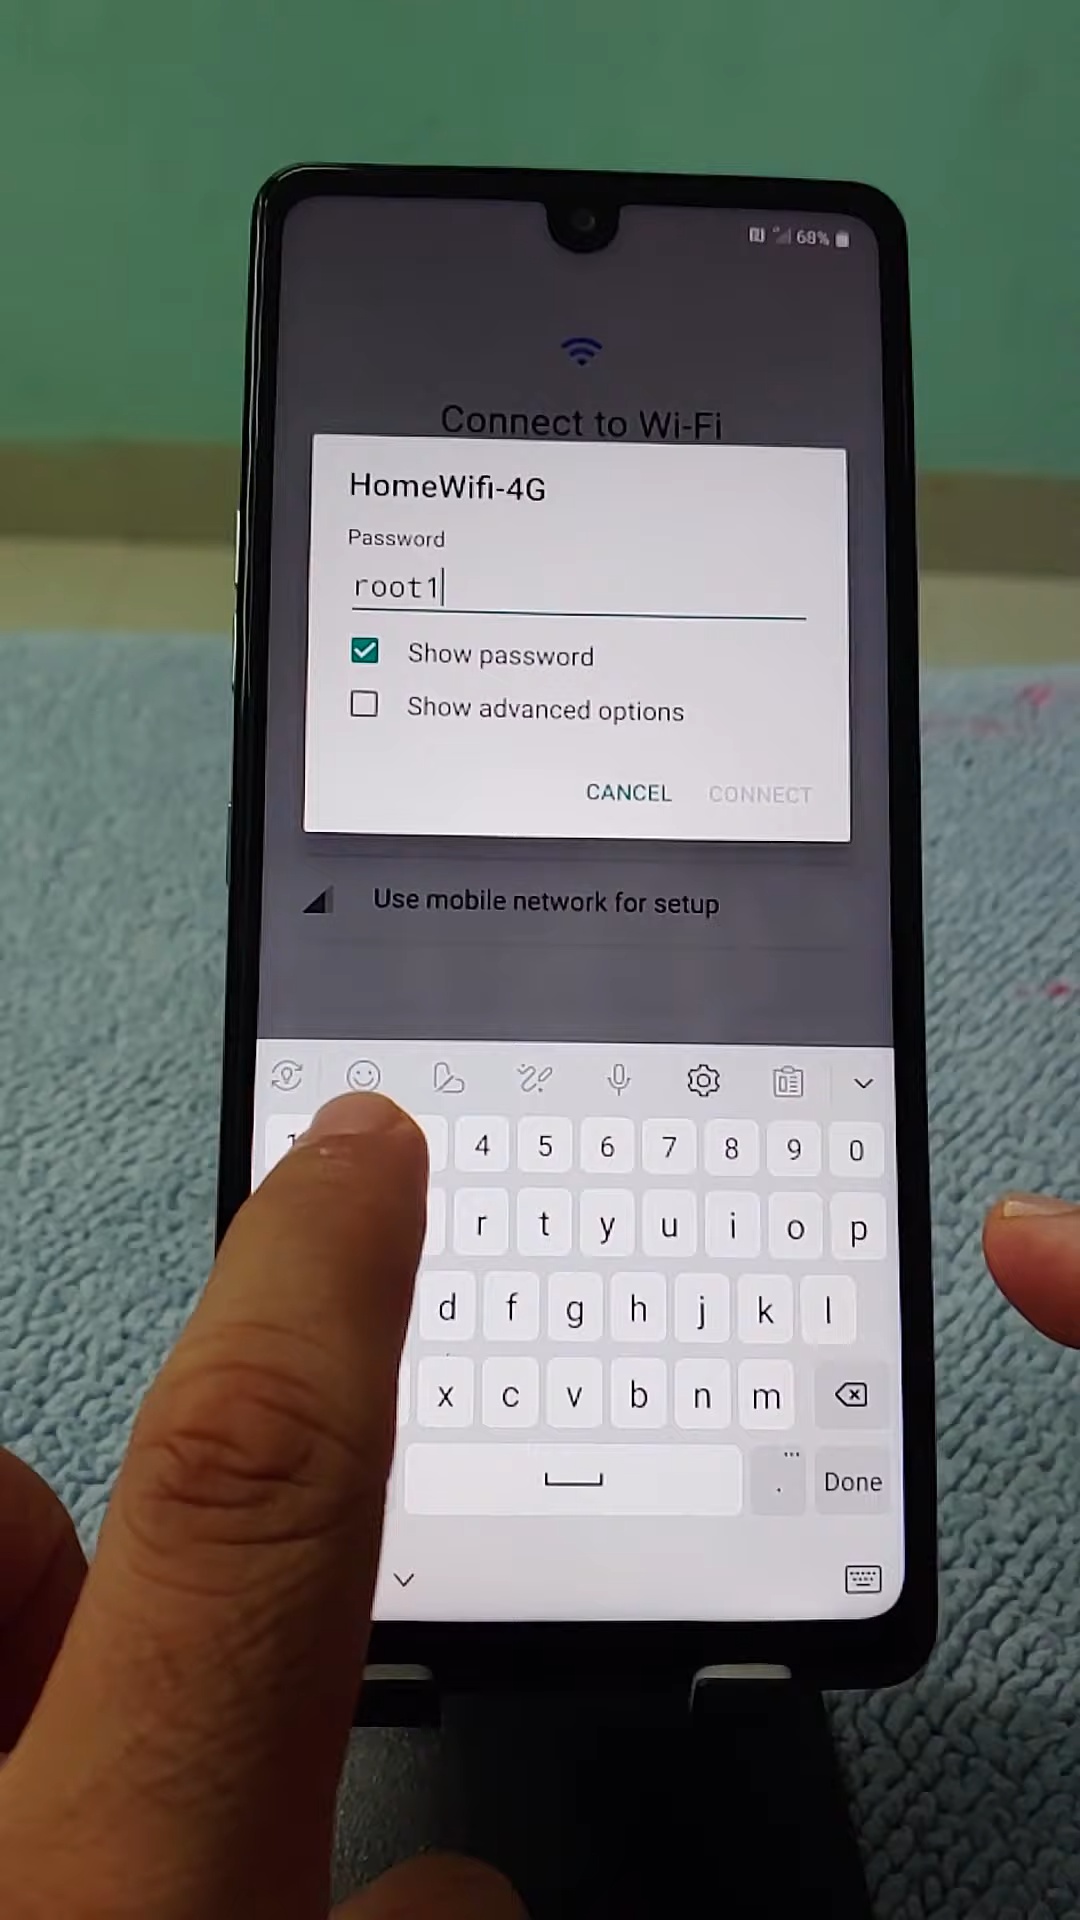 68%
Connect to Wi-Fi
HomeWifi-4G
Password
root1
Show password
Show advanced options
CANCEL CONNECT
Use mobile network for setup
1 4 5 6 7 8 9 0
r t y u i o p
d f g h j k l
x c v b n m
. Done